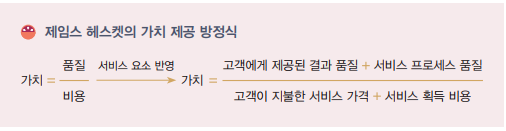 제임스 헤스켓의 가치 제공 방정식
가치 = 품질 / 비용 서비스 요소 반영 가치 = 고객에게 제공된 결과 품질 + 서비스 프로세스 품질 / 고객이 지불한 서비스 가격 + 서비스 획득 비용